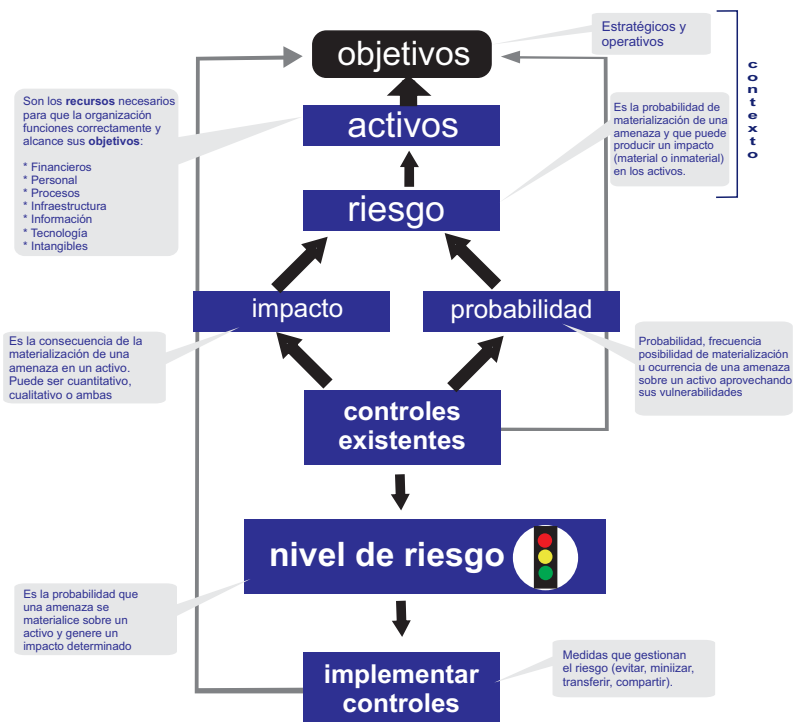 objetivos
Estratégicos y
operativos
contexto
Son los recursos necesarios
para que la organización
funciones correctamente y
alcance sus objetivos:
* Financieros
* Personal
* Procesos
* Infraestructura
* Información
* Tecnología
* Intangibles
activos
Es la probabilidad de
materialización de una
amenaza y que puede
producir un impacto
(material o inmaterial)
en los activos.
riesgo
impacto
probabilidad
Es la consecuencia de la
materialización de una
amenaza en un activo.
Puede ser cuantitativo,
cualitativo o ambas
Probabilidad, frecuencia
posibilidad de materialización
u ocurrencia de una amenaza
sobre un activo aprovechando
sus vulnerabilidades
controles
existentes
nivel de riesgo
Es la probabilidad que
una amenaza se
materialice sobre un
activo y genere un
impacto determinado
implementar
controles
Medidas que gestionan
el riesgo (evitar, miniizar,
transferir, compartir).